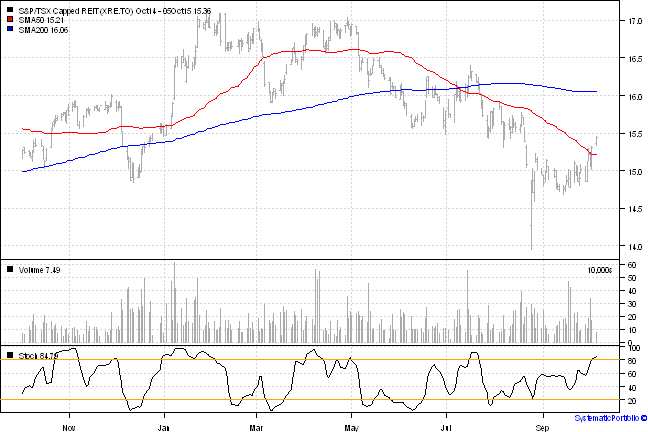 S&P/TSX Capped REIT(XRE.TO) Oct14 - 05Oct15 15.36
SMA50 15.21
SMA200 16.06
17.0
16.5
16.0
15.5
15.0
14.5
14.0
Volume 7.49
10,000s
60
50
40
30
20
10
0
Stoch 84.79
100
80
60
40
20
Nov
Jan
Mar
May
Jul
Sep
SystematicPortfolio ©